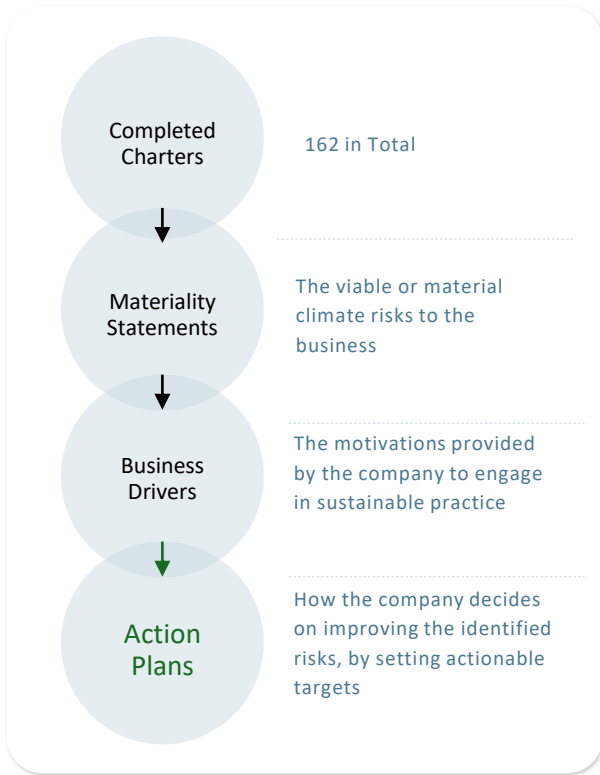 Completed
Charters
162 in Total
Materiality
Statements
The viable or material
climate risks to the
business
Business
Drivers
The motivations provided
by the company to engage
in sustainable practice
Action
Plans
How the company decides
on improving the identified
risks, by setting actionable
targets